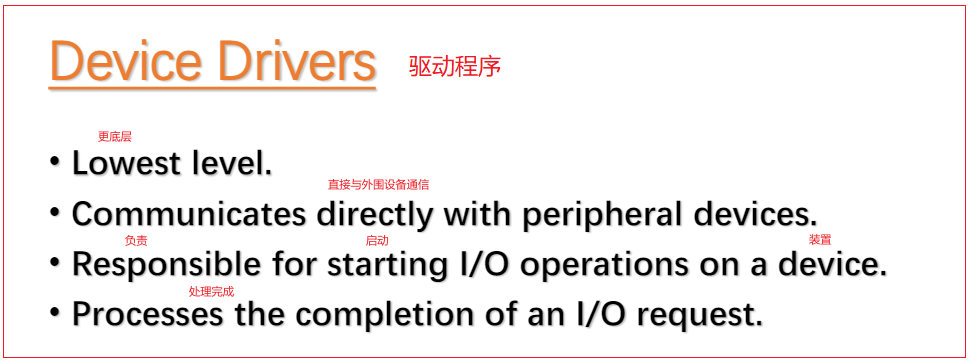 Device Drivers 驱动程序
更底层
• Lowest level.
直接与外围设备通信
• Communicates directly with peripheral devices.
负责 启动 装置
• Responsible for starting I/O operations on a device.
处理完成
• Processes the completion of an I/O request.